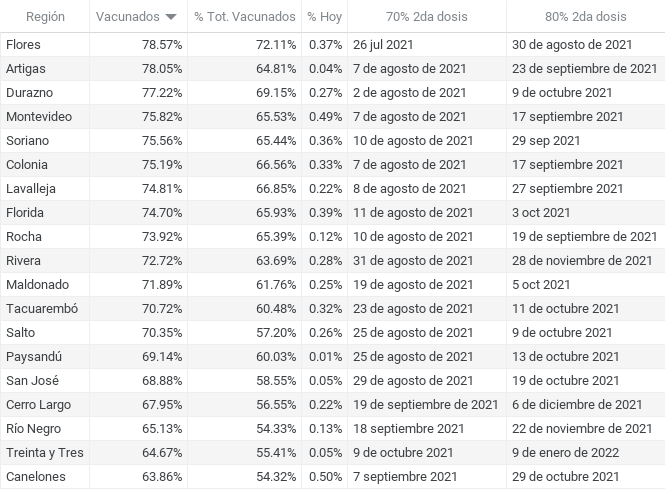 Región Vacunados % Tot. Vacunados % Hoy 70% 2da dosis 80% 2da dosis
Flores 78.57% 72.11% 0.37% 26 jul 2021 30 de agosto de 2021
Artigas 78.05% 64.81% 0.04% 7 de agosto de 2021 23 de septiembre de 2021
Durazno 77.22% 69.15% 0.27% 2 de agosto de 2021 9 de octubre de 2021
Montevideo 75.82% 65.53% 0.49% 7 de agosto de 2021 17 septiembre 2021
Soriano 75.56% 65.44% 0.36% 10 de agosto de 2021 29 sep 2021
Colonia 75.19% 66.56% 0.33% 7 de agosto de 2021 17 septiembre 2021
Lavalleja 74.81% 66.85% 0.22% 8 de agosto de 2021 27 septiembre 2021
Florida 74.70% 65.93% 0.39% 11 de agosto de 2021 3 oct 2021
Rocha 73.92% 65.39% 0.12% 10 de agosto de 2021 19 de septiembre de 2021
Rivera 72.72% 63.69% 0.28% 31 de agosto de 2021 28 de noviembre de 2021
Maldonado 71.89% 61.76% 0.25% 19 de agosto de 2021 5 oct 2021
Tacuarembó 70.72% 60.48% 0.32% 23 de agosto de 2021 11 de octubre 2021
Salto 70.35% 57.20% 0.26% 25 de agosto de 2021 9 de octubre 2021
Paysandú 69.14% 60.03% 0.01% 25 de agosto de 2021 13 de octubre 2021
San José 68.88% 58.55% 0.05% 29 de agosto de 2021 19 de octubre 2021
Cerro Largo 67.95% 56.55% 0.22% 19 de septiembre de 2021 6 de diciembre de 2021
Río Negro 65.13% 54.33% 0.13% 18 septiembre 2021 22 de noviembre de 2021
Treinta y Tres 64.67% 55.41% 0.05% 9 de octubre de 2021 9 de enero de 2022
Canelones 63.86% 54.32% 0.50% 7 septiembre 2021 29 de octubre 2021